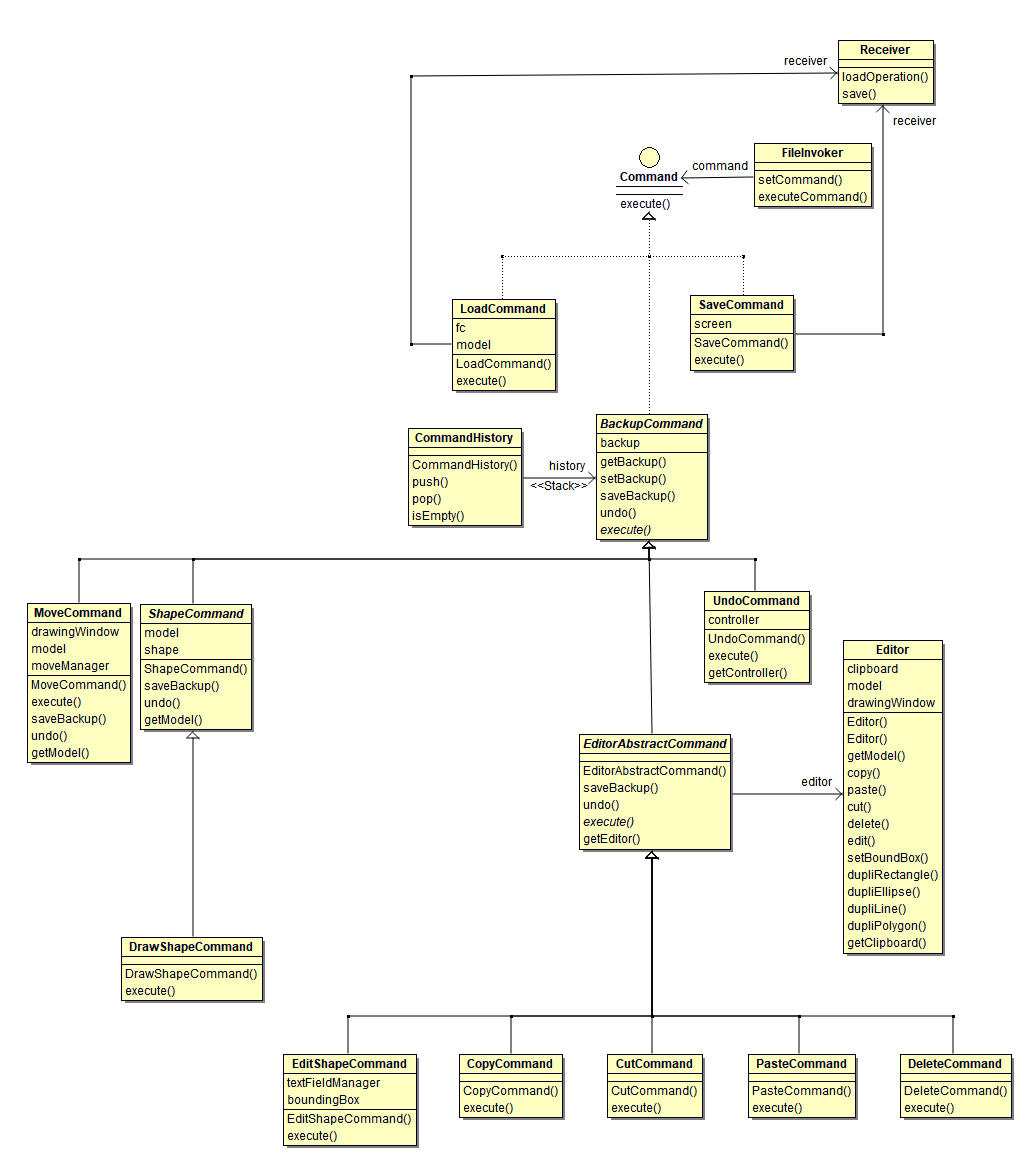 Receiver
loadOperation()
save()
receiver
receiver
FileInvoker
setCommand()
executeCommand()
command
Command
execute()
LoadCommand
fc
model
LoadCommand()
execute()
SaveCommand
screen
SaveCommand()
execute()
CommandHistory
CommandHistory()
push()
pop()
isEmpty()
history
<<Stack>>
BackupCommand
backup
getBackup()
setBackup()
saveBackup()
undo()
execute()
MoveCommand
drawingWindow
model
moveManager
MoveCommand()
execute()
saveBackup()
undo()
getModel()
ShapeCommand
model
shape
ShapeCommand()
saveBackup()
undo()
getModel()
UndoCommand
controller
UndoCommand()
execute()
getController()
EditorAbstractCommand
EditorAbstractCommand()
saveBackup()
undo()
execute()
getEditor()
editor
Editor
clipboard
model
drawingWindow
Editor()
Editor()
getModel()
copy()
paste()
cut()
delete()
edit()
setBoundBox()
dupliRectangle()
dupliEllipse()
dupliLine()
dupliPolygon()
getClipboard()
DrawShapeCommand
DrawShapeCommand()
execute()
EditShapeCommand
textFieldManager
boundingBox
EditShapeCommand()
execute()
CopyCommand
CopyCommand()
execute()
CutCommand
CutCommand()
execute()
PasteCommand
PasteCommand()
execute()
DeleteCommand
DeleteCommand()
execute()